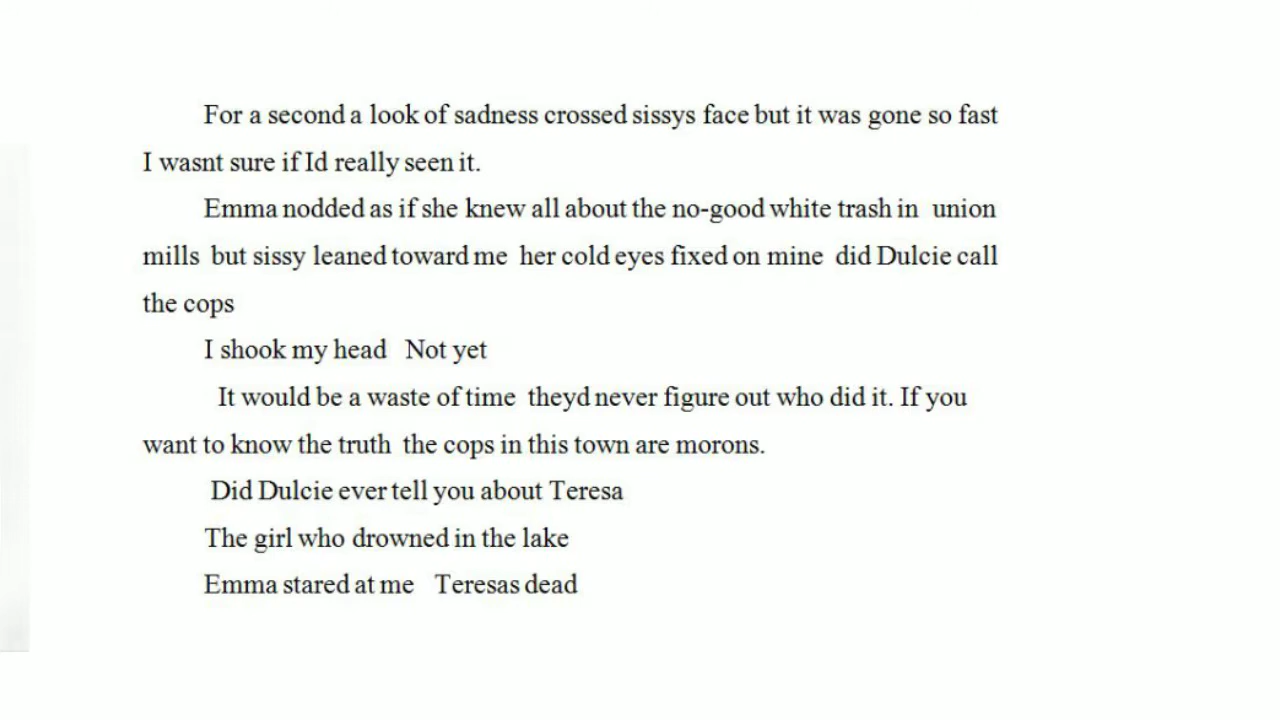 For a second a look of sadness crossed sissys face but it was gone so fast
I wasnt sure if Id really seen it.
Emma nodded as if she knew all about the no-good white trash in union
mills but sissy leaned toward me her cold eyes fixed on mine did Dulcie call
the cops
I shook my head Not yet
It would be a waste of time theyd never figure out who did it. If you
want to know the truth the cops in this town are morons.
Did Dulcie ever tell you about Teresa
The girl who drowned in the lake
Emma stared at me Teresas dead